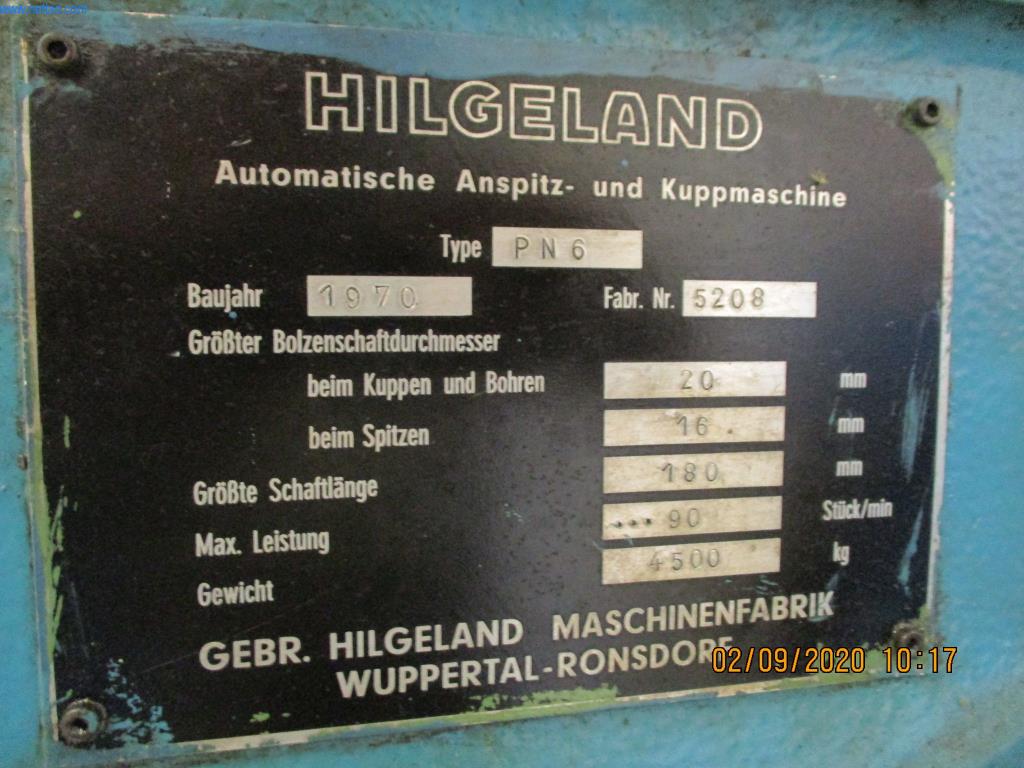 HILGELAND
Automatische Anspitz- und Kuppmaschine
Type PN6
Baujahr 1970 Fabr. Nr. 5208
Größter Bolzenschaftdurchmesser
beim Kuppen und Bohren 20 mm
beim Spitzen 16 mm
Größte Schaftlänge 180 mm
Max. Leistung ... 90 Stück/min
Gewicht 4500 kg
GEBR. HILGELAND MASCHINENFABRIK
WUPPERTAL-RONSDORF
02/09/2020 10:17